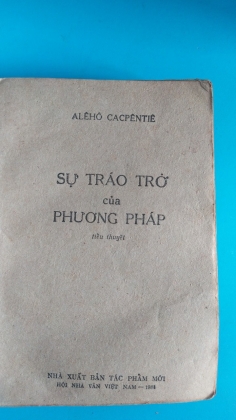 ALÊHÔ CACPENTIÊ
SỰ TRÁO TRỞ
của
PHƯƠNG PHÁP
tiểu thuyết
NHÀ XUẤT BẢN TÁC PHẨM MỚI
HỘI NHÀ VĂN VIỆT NAM —